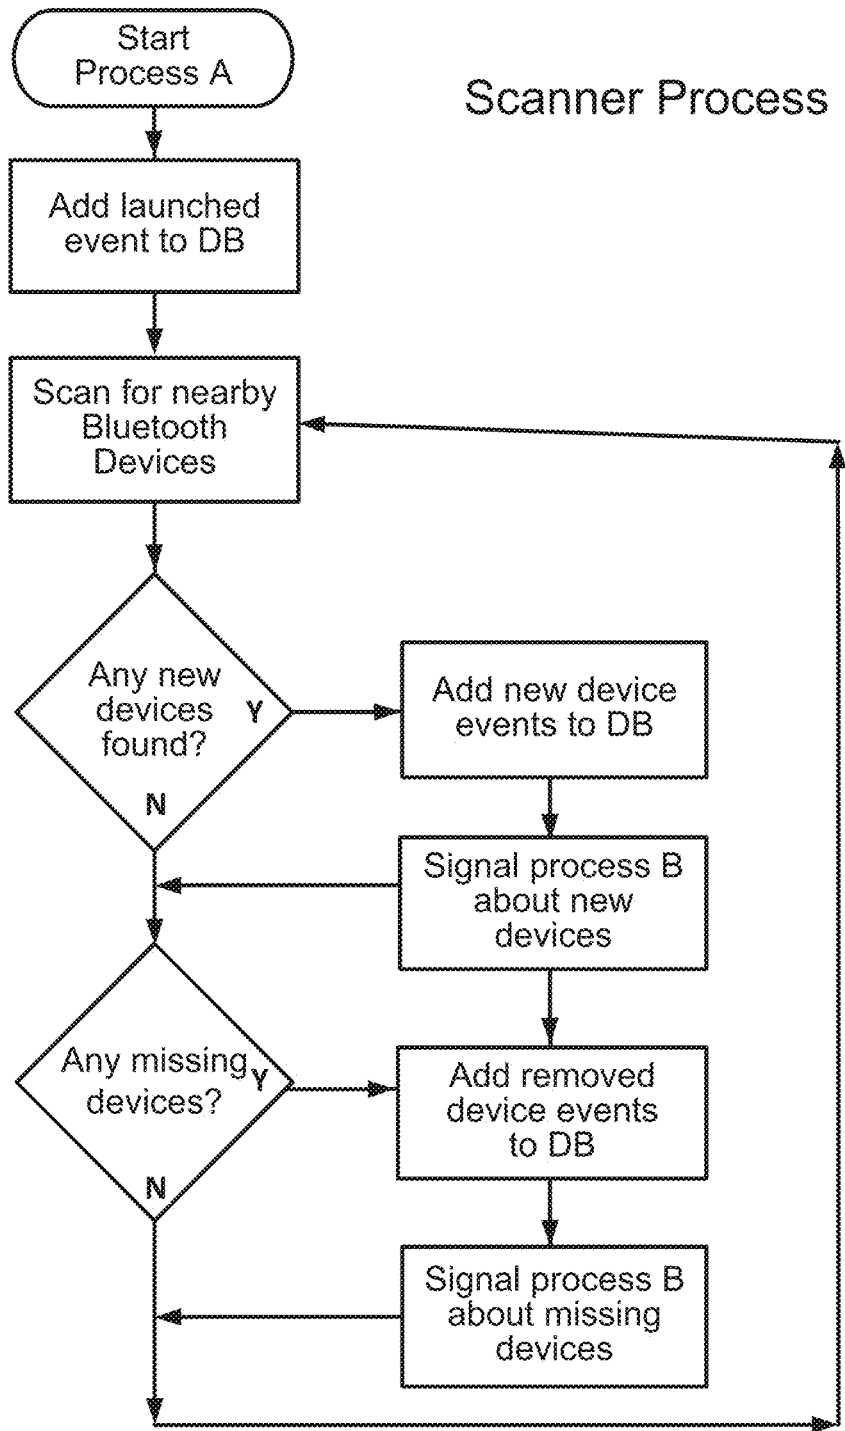 Start
Process A
Scanner Process
Add launched
event to DB
Scan for nearby
Bluetooth
Devices
Any new
devices
found?
Y
N
Add new device
events to DB
Signal process B
about new
devices
Any missing
devices?
Y
N
Add removed
device events
to DB
Signal process B
about missing
devices